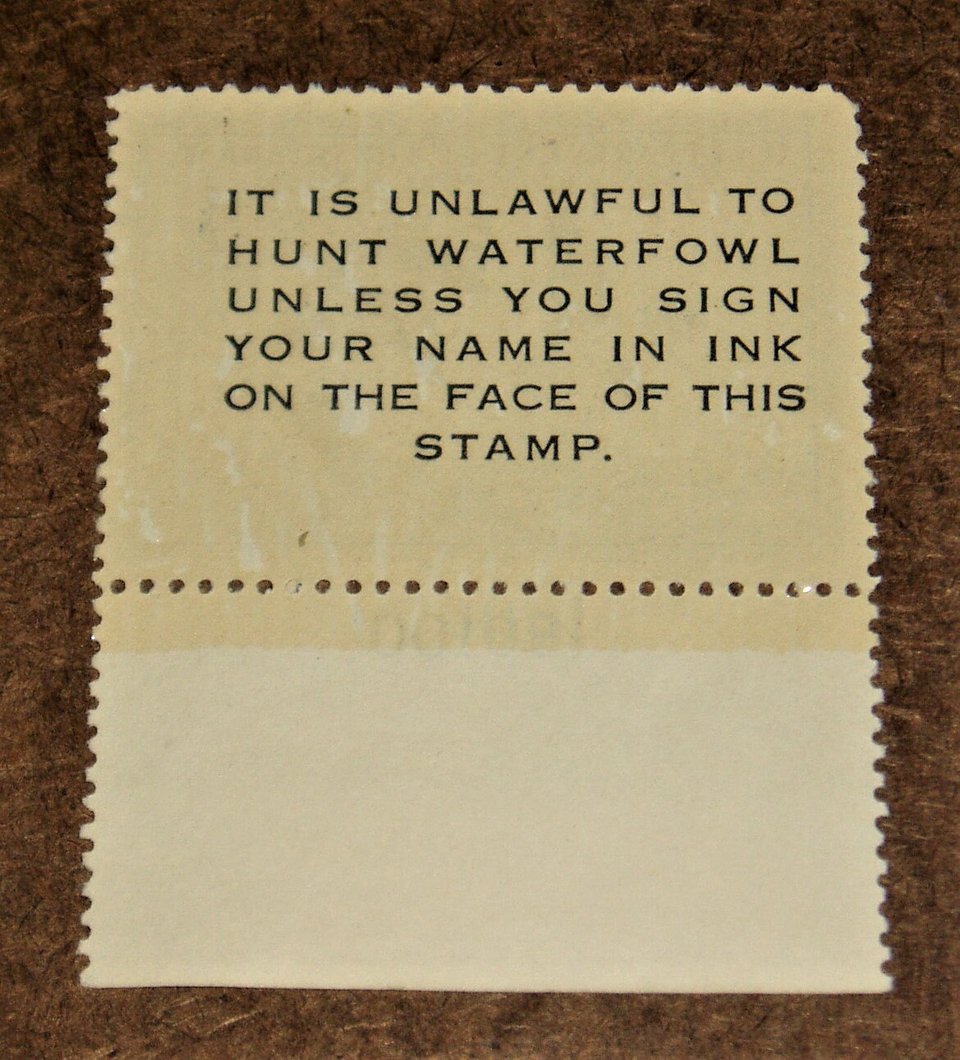 IT IS UNLAWFUL TO
HUNT WATERFOWL
UNLESS YOU SIGN
YOUR NAME IN INK
ON THE FACE OF THIS
STAMP.